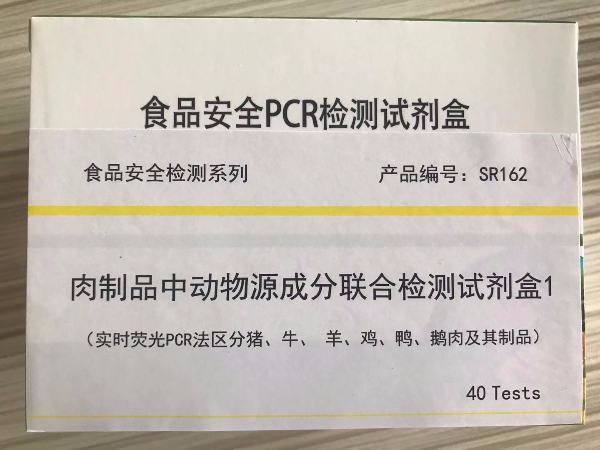 食品安全PCR检测试剂盒
食品安全检测系列 产品编号：SR162
肉制品中动物源成分联合检测试剂盒1
（实时荧光PCR法区分猪、牛、 羊、鸡、鸭、鹅肉及其制品）
40 Tests